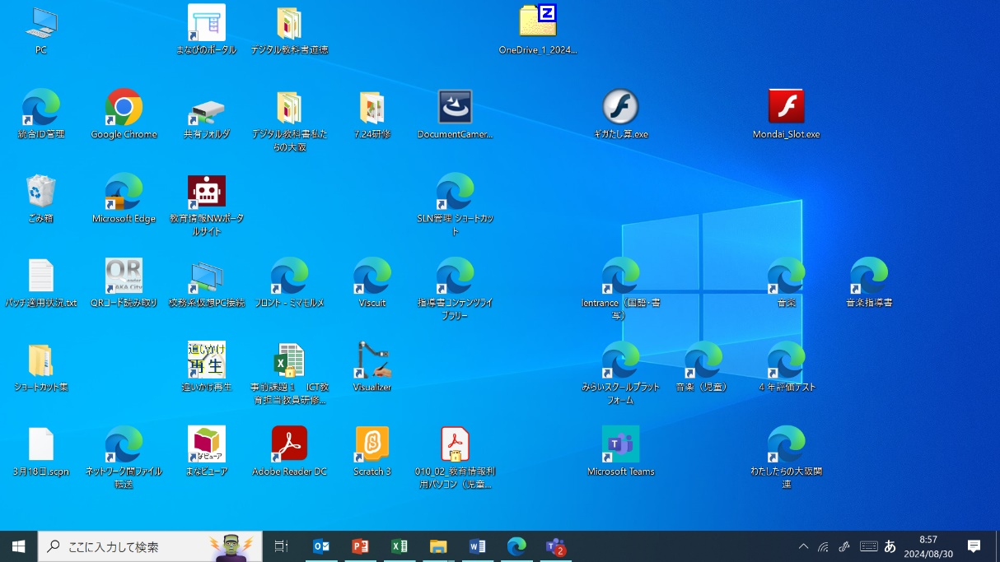 PC
まなびのポータル
デジタル教科書道徳
Z
OneDrive_1_2024...
統合ID管理
Google Chrome
共有フォルダ
デジタル教科書私た
ちの大阪
7.24研修
DocumentCamer...
ギガたし算.exe
Mondai_Slot.exe
ごみ箱
Microsoft Edge
教育情報NWポータ
ルサイト
SLN管理 ショートカッ
ト
パッチ適用状況.txt
QR
QRコード読み取り
校務系仮想PC接続
フロント - ミマモルメ
Viscuit
指導書コンテンツライ
ブラリー
lentrance（国語・書
写）
音楽
音楽指導書
ショートカット集
追いかけ
再生
追いかけ再生
事前課題１　ICT教
育担当教員研修...
Visualizer
みらいスクールプラット
フォーム
音楽（児童）
４年評価テスト
3月18日.scpn
ネットワーク間ファイル
転送
まなビューア
まなビューア
Adobe Reader DC
Scratch 3
010_02_教育情報利
用パソコン（児童...
Microsoft Teams
わたしたちの大阪関
連
ここに入力して検索
2
あ
8:57
2024/08/30